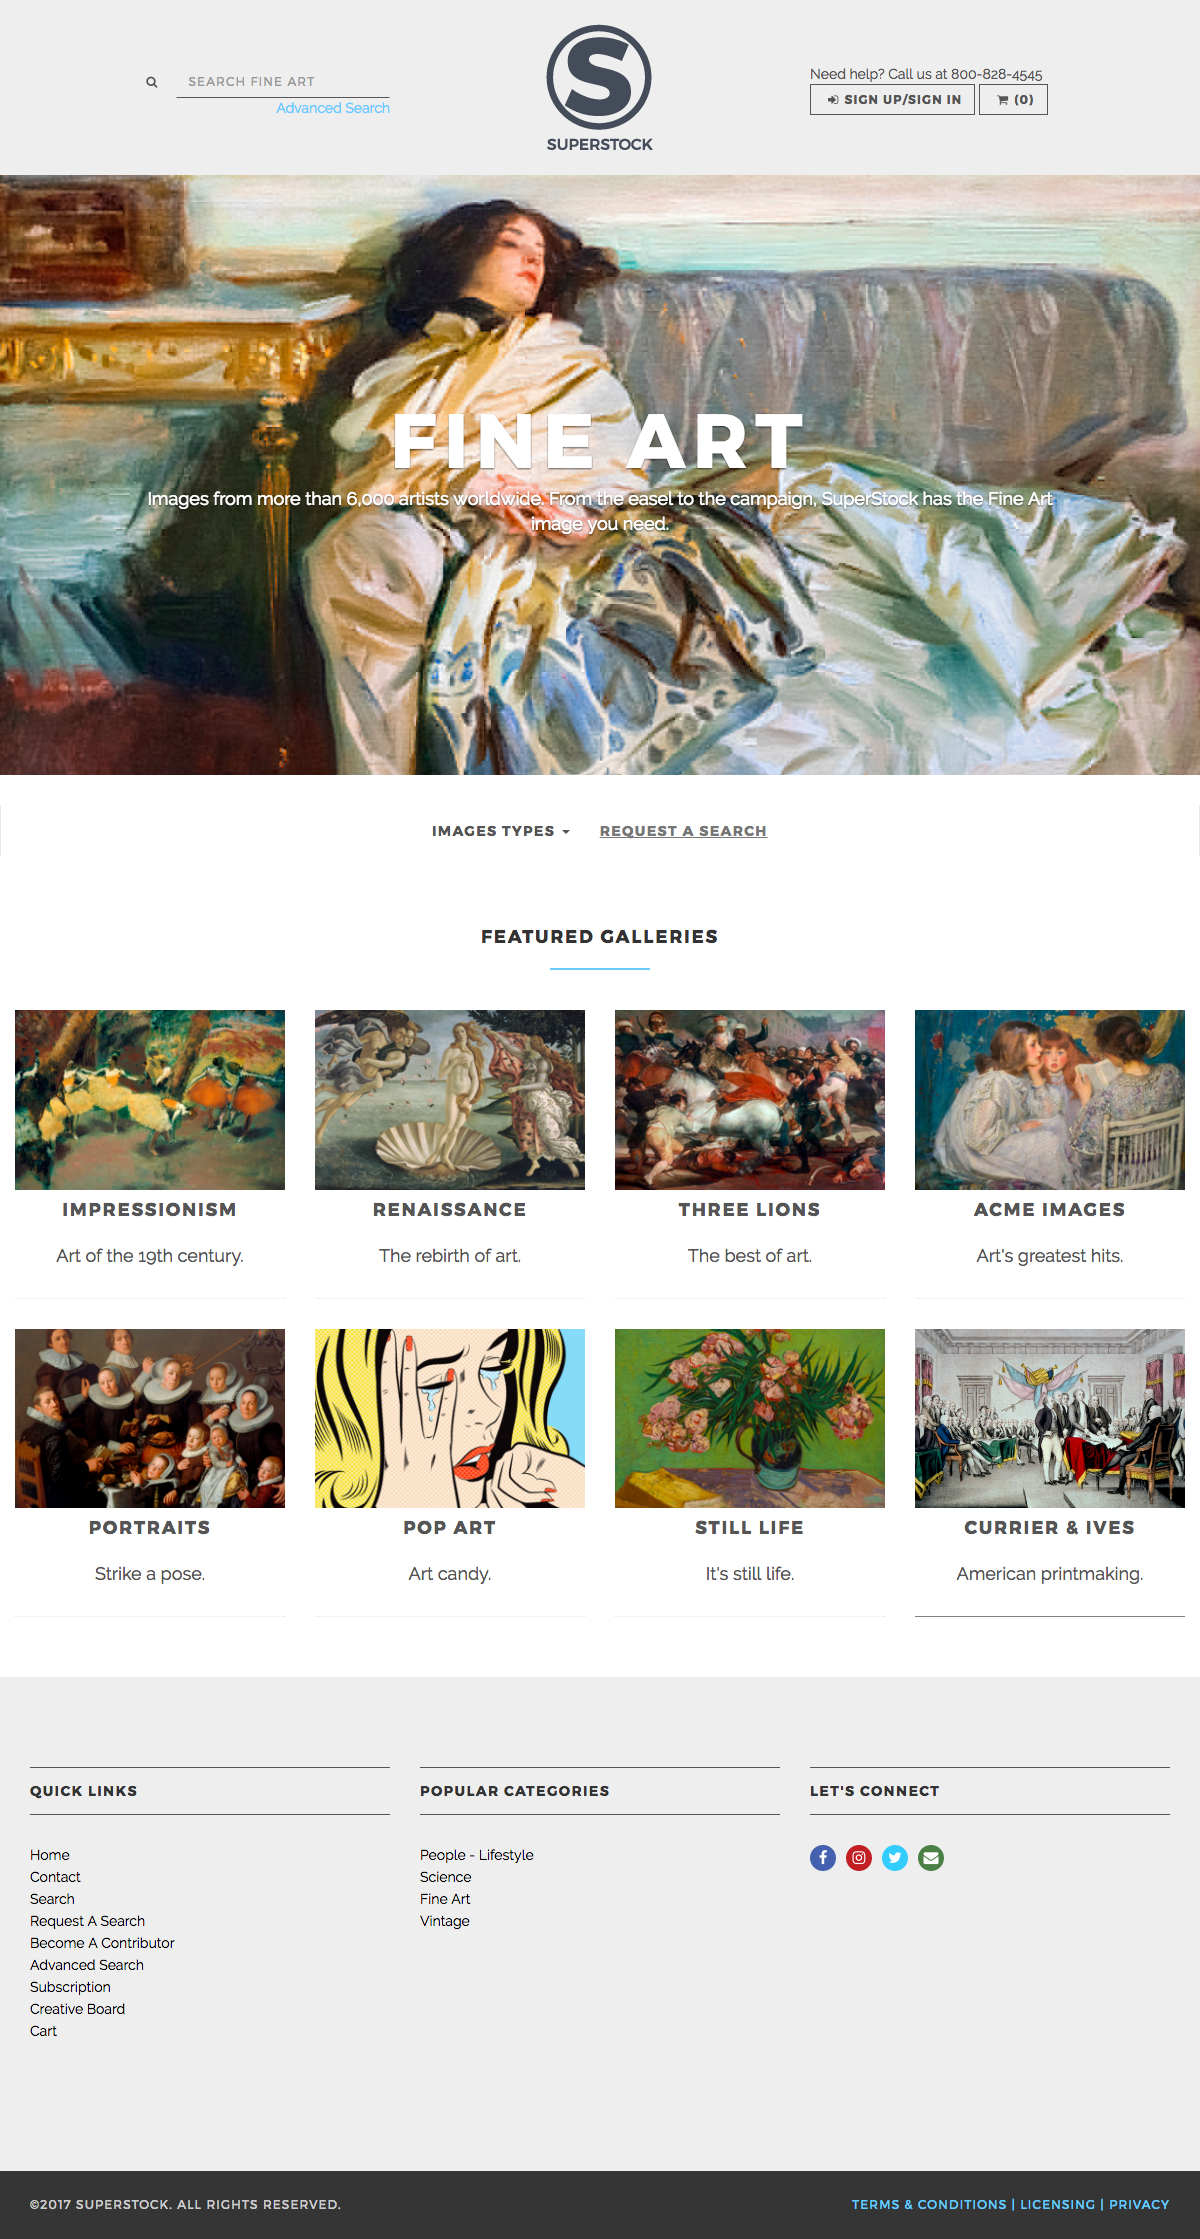 SEARCH FINE ART
Advanced Search
S
SUPERSTOCK
Need help? Call us at 800-828-4545
SIGN UP/SIGN IN
(0)
FINE ART
Images from more than 6,000 artists worldwide. From the easel to the campaign, SuperStock has the Fine Art
image you need.
IMAGES TYPES
REQUEST A SEARCH
FEATURED GALLERIES
IMPRESSIONISM
Art of the 19th century.
RENAISSANCE
The rebirth of art.
THREE LIONS
The best of art.
ACME IMAGES
Art's greatest hits.
PORTRAITS
Strike a pose.
POP ART
Art candy.
STILL LIFE
It's still life.
CURRIER & IVES
American printmaking.
QUICK LINKS
Home
Contact
Search
Request A Search
Become A Contributor
Advanced Search
Subscription
Creative Board
Cart
POPULAR CATEGORIES
People - Lifestyle
Science
Fine Art
Vintage
LET'S CONNECT
©2017 SUPERSTOCK. ALL RIGHTS RESERVED.
TERMS & CONDITIONS | LICENSING | PRIVACY